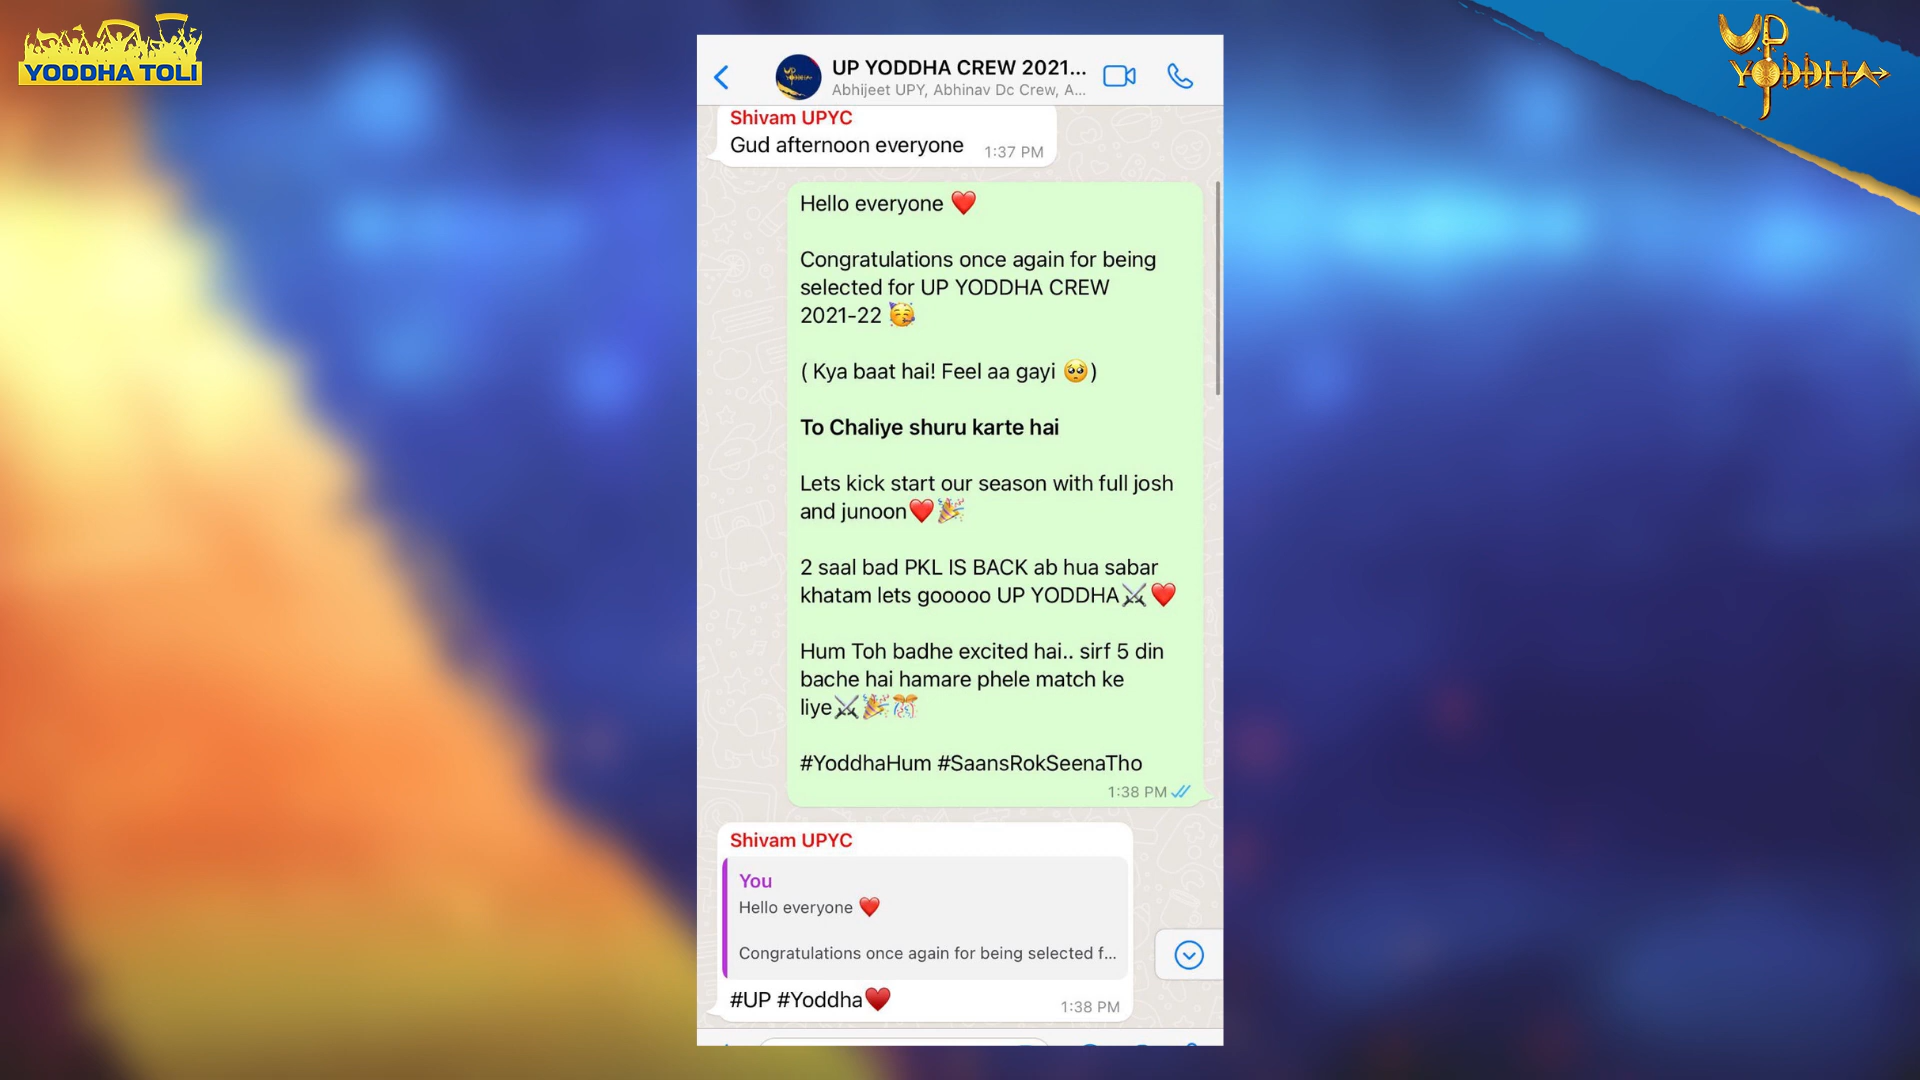 YODDHA TOLI
UP
YODDHA
UP YODDHA CREW 2021...
Abhijeet UPY, Abhinav Dc Crew, A...
Shivam UPYC
Gud afternoon everyone
1:37 PM
Hello everyone ❤️
Congratulations once again for being
selected for UP YODDHA CREW
2021-22 🥳
( Kya baat hai! Feel aa gayi 🥺)
To Chaliye shuru karte hai
Lets kick start our season with full josh
and junoon❤️🎉
2 saal bad PKL IS BACK ab hua sabar
khatam lets gooooo UP YODDHA⚔️❤️
Hum Toh badhe excited hai.. sirf 5 din
bache hai hamare phele match ke
liye⚔️🎉🎊
#YoddhaHum #SaansRokSeenaTho
1:38 PM
Shivam UPYC
You
Hello everyone ❤️
Congratulations once again for being selected f...
#UP #Yoddha♥️
1:38 PM